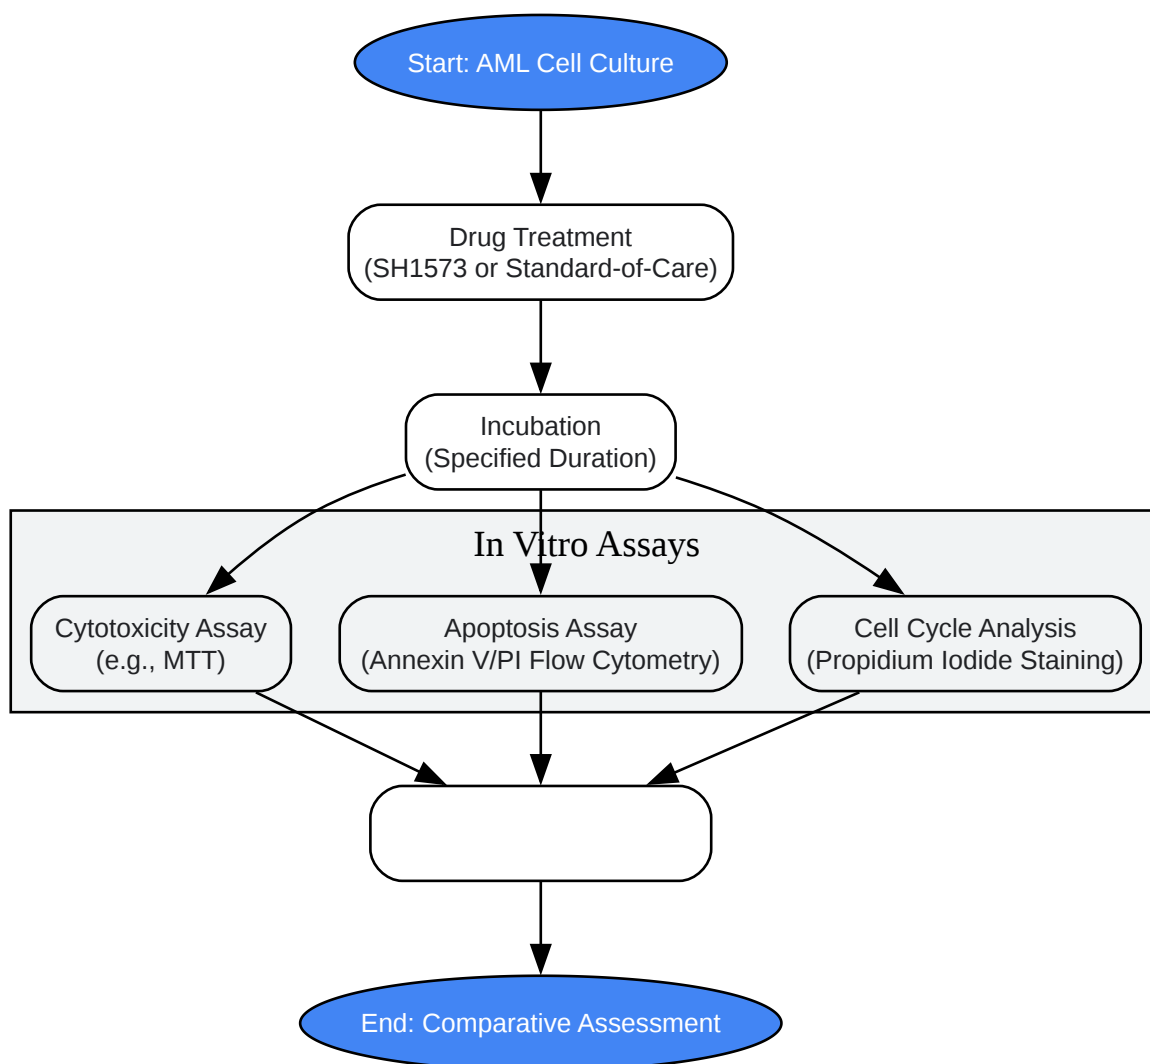 Start: AML Cell Culture
Drug Treatment
(SH1573 or Standard-of-Care)
Incubation
(Specified Duration)
In Vitro Assays
Cytotoxicity Assay
(e.g., MTT)
Apoptosis Assay
(Annexin V/PI Flow Cytometry)
Cell Cycle Analysis
(Propidium Iodide Staining)
End: Comparative Assessment